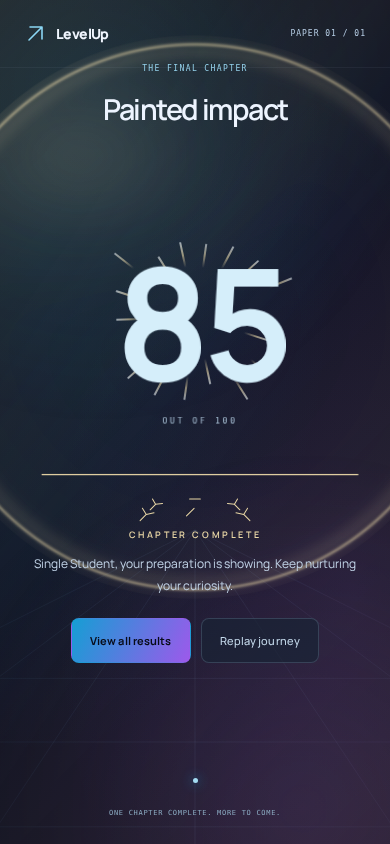 LevelUp
PAPER 01 / 01
THE FINAL CHAPTER
Painted impact
85
OUT OF 100
CHAPTER COMPLETE
Single Student, your preparation is showing. Keep nurturing
your curiosity.
View all results
Replay journey
ONE CHAPTER COMPLETE. MORE TO COME.